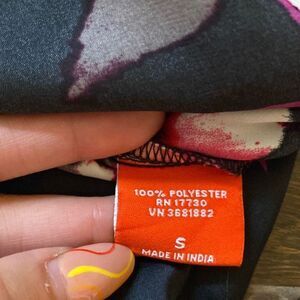 100% POLYESTER
RN 17730
VN 3681882
S
MADE IN INDIA